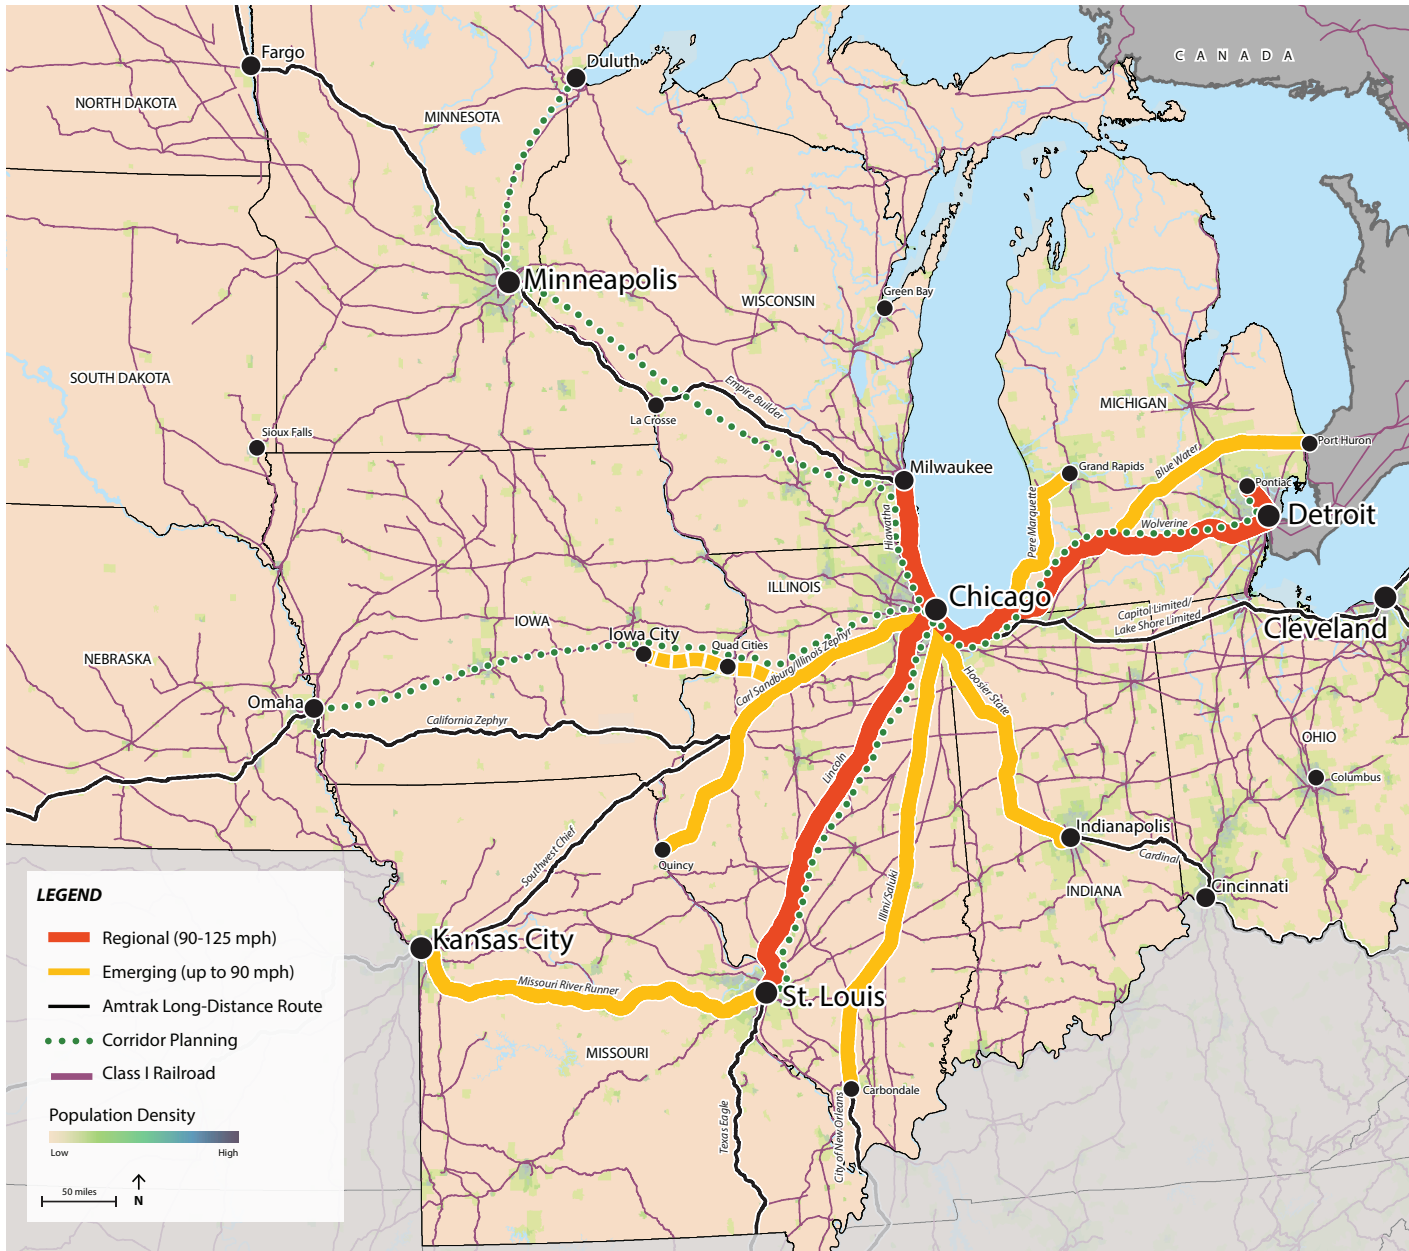 CANADA
Fargo
Duluth
NORTH DAKOTA
MINNESOTA
Minneapolis
Green Bay
WISCONSIN
SOUTH DAKOTA
Empire Builder
MICHIGAN
La Crosse
Sioux Falls
Port Huron
Blue Water
Milwaukee
Grand Rapids
Pontiac
Pere Marquette
Hiawatha
Wolverine
Detroit
ILLINOIS
Chicago
Capitol Limited/
Lake Shore Limited
Cleveland
IOWA
Iowa City
Quad Cities
Carl Sandburg/Illinois Zephyr
NEBRASKA
Hoosier State
Omaha
California Zephyr
OHIO
Lincoln
Columbus
Indianapolis
Cardinal
Southwest Chief
Quincy
Illini/Saluki
INDIANA
Cincinnati
Kansas City
Missouri River Runner
St. Louis
MISSOURI
Carbondale
Texas Eagle
City of New Orleans
LEGEND
Regional (90-125 mph)
Emerging (up to 90 mph)
Amtrak Long-Distance Route
Corridor Planning
Class I Railroad
Population Density
Low High
50 miles
N